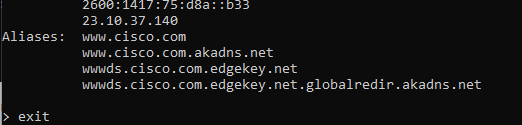 2600:1417:75:d8a::b33
23.10.37.140
Aliases:  www.cisco.com
www.cisco.com.akadns.net
wwwds.cisco.com.edgekey.net
wwwds.cisco.com.edgekey.net.globalredir.akadns.net
> exit